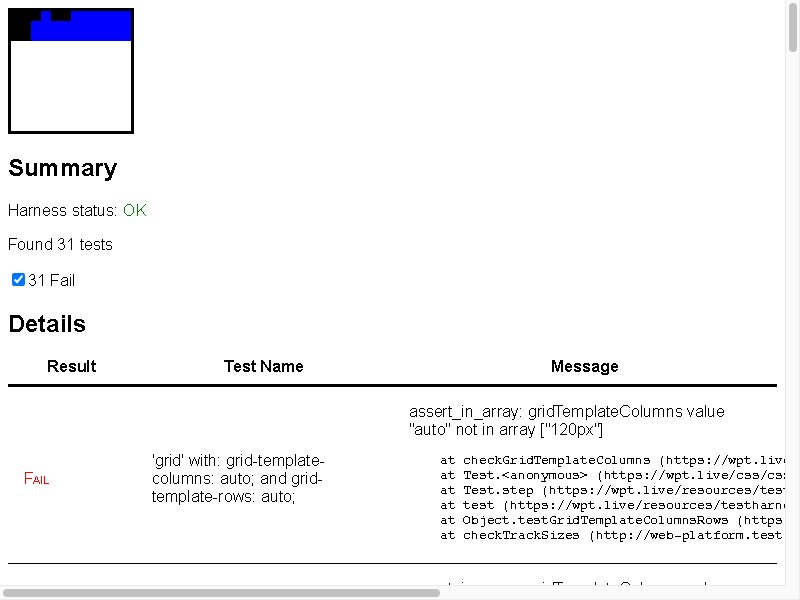 Summary
Harness status: OK
Found 31 tests
31 Fail
Details
Result Test Name Message
assert_in_array: gridTemplateColumns value
"auto" not in array ["120px"]
FAIL
'grid' with: grid-template-
columns: auto; and grid-
template-rows: auto;
at checkGridTemplateColumns (https://wpt.liv
at Test.<anonymous> (https://wpt.live/css/cs
at Test.step (https://wpt.live/resources/tes
at test (https://wpt.live/resources/testharn
at Object.testGridTemplateColumnsRows (https
at checkTrackSizes (http://web-platform.test